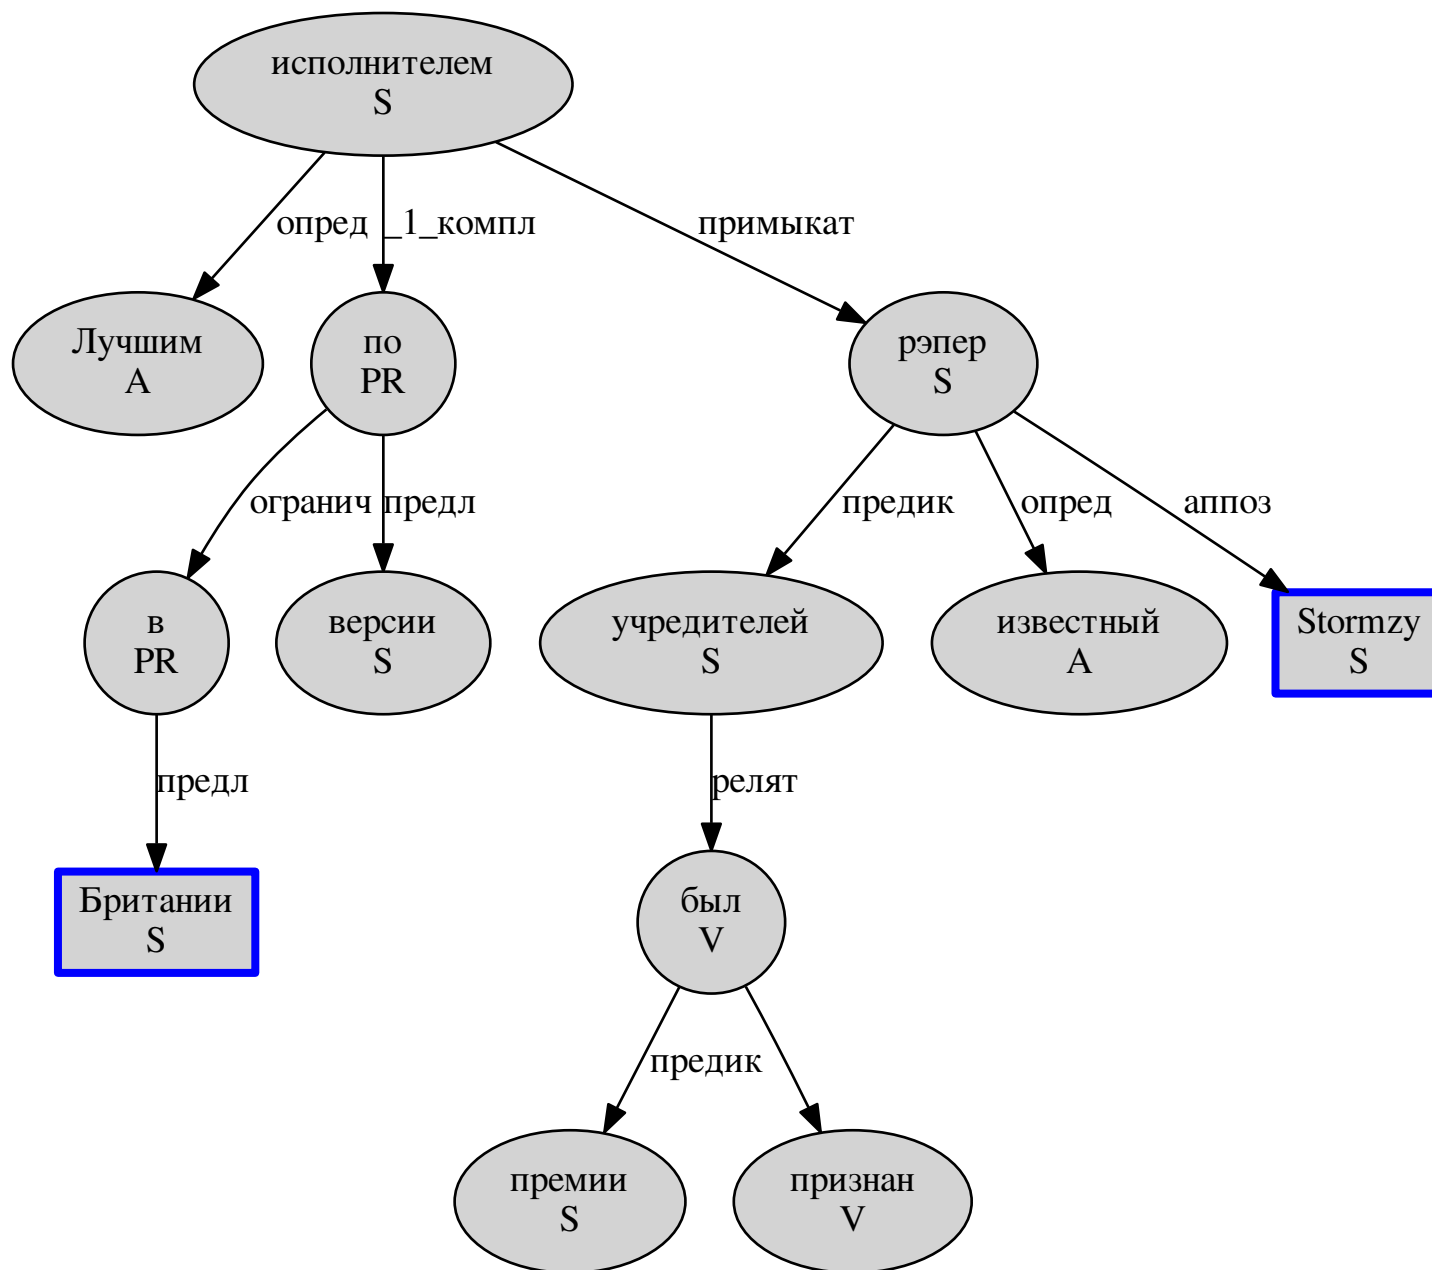 исполнителем
S
опред
_1_компл
примыкат
Лучшим
A
по
PR
рэпер
S
огранич
предл
предик
опред
аппоз
в
PR
версии
S
учредителей
S
известный
A
Stormzy
S
предл
релят
Британии
S
был
V
предик
премии
S
признан
V